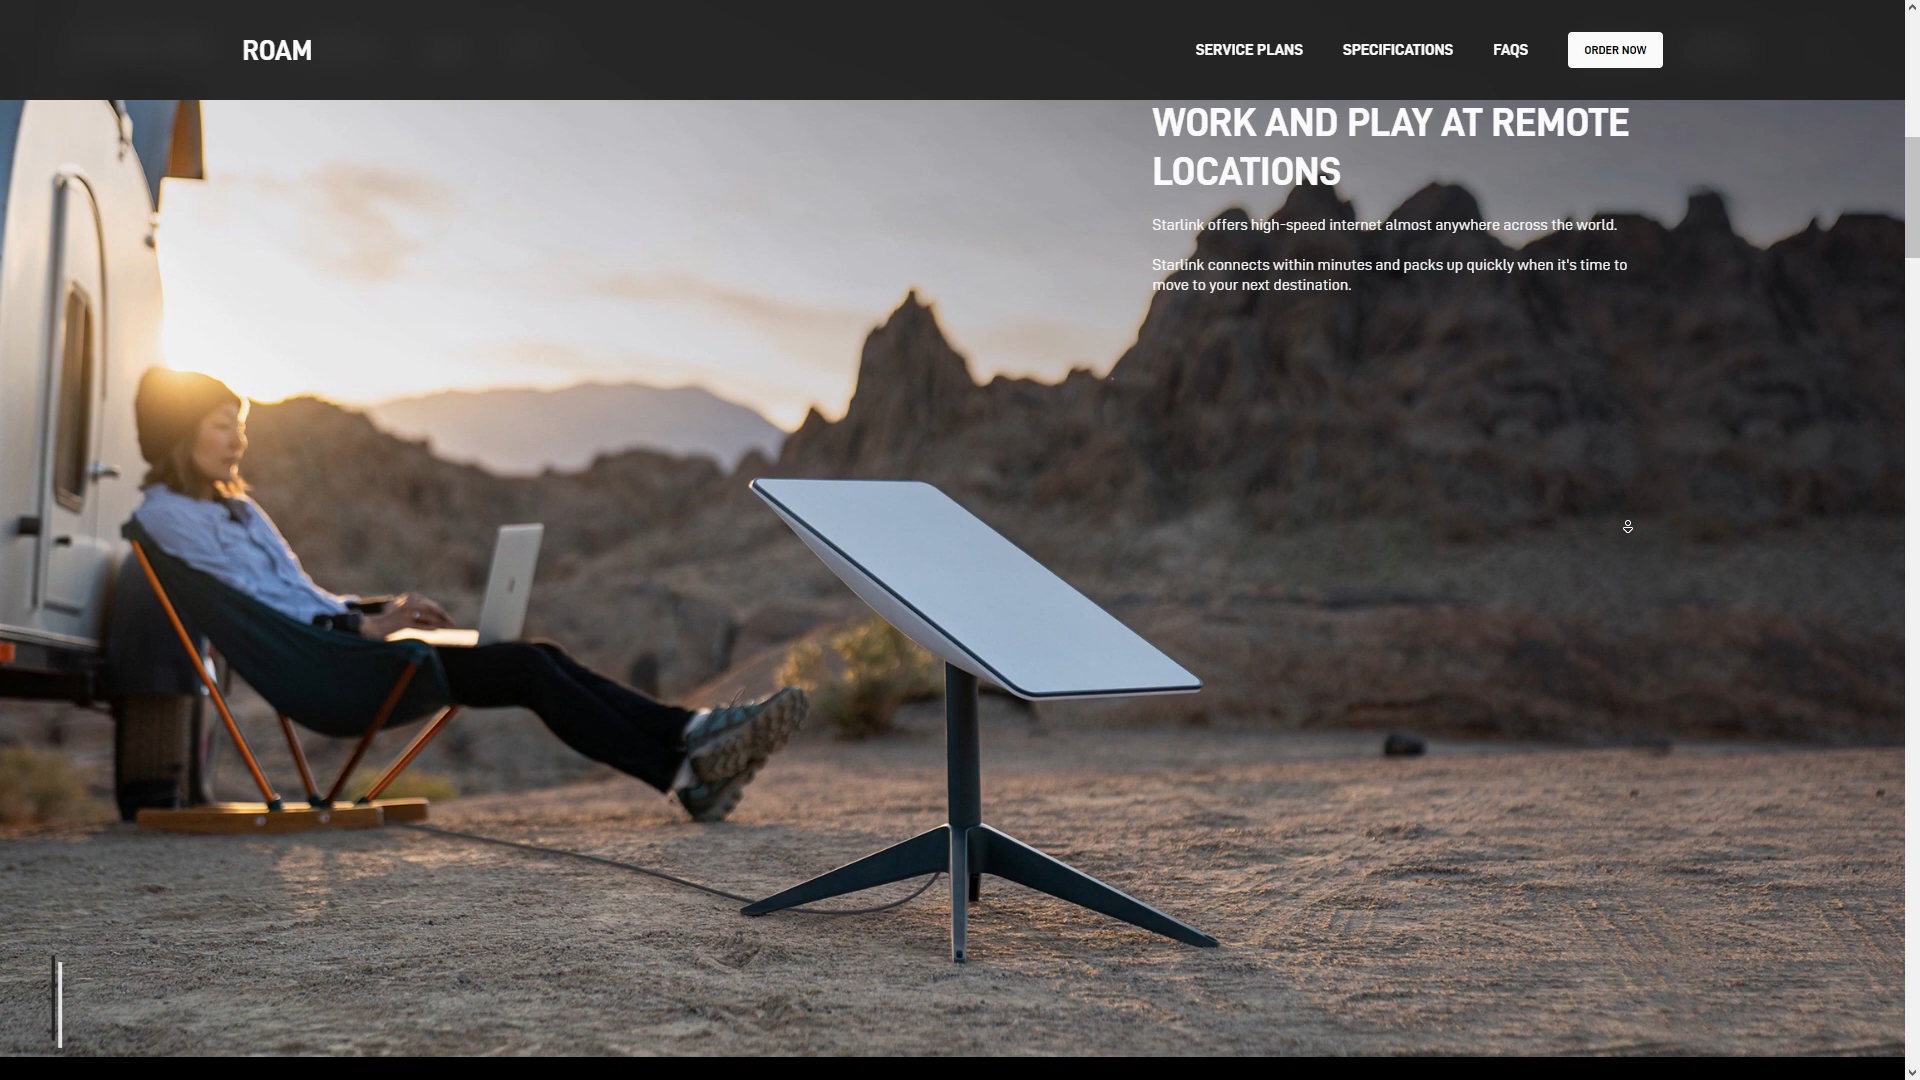 ROAM
SERVICE PLANS
SPECIFICATIONS
FAQS
ORDER NOW
WORK AND PLAY AT REMOTE
LOCATIONS
Starlink offers high-speed internet almost anywhere across the world.
Starlink connects within minutes and packs up quickly when it's time to
move to your next destination.